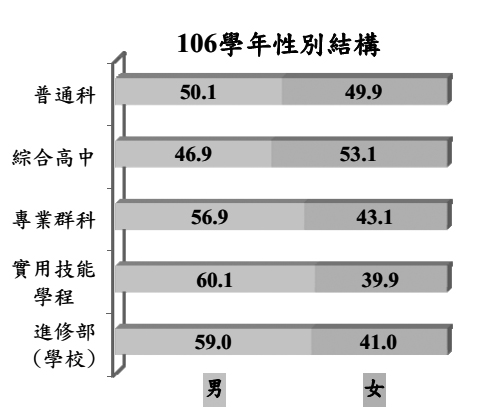 106學年性別結構
普通科 50.1 49.9
綜合高中 46.9 53.1
專業群科 56.9 43.1
實用技能
學程 60.1 39.9
進修部
（學校） 59.0 41.0
男 女